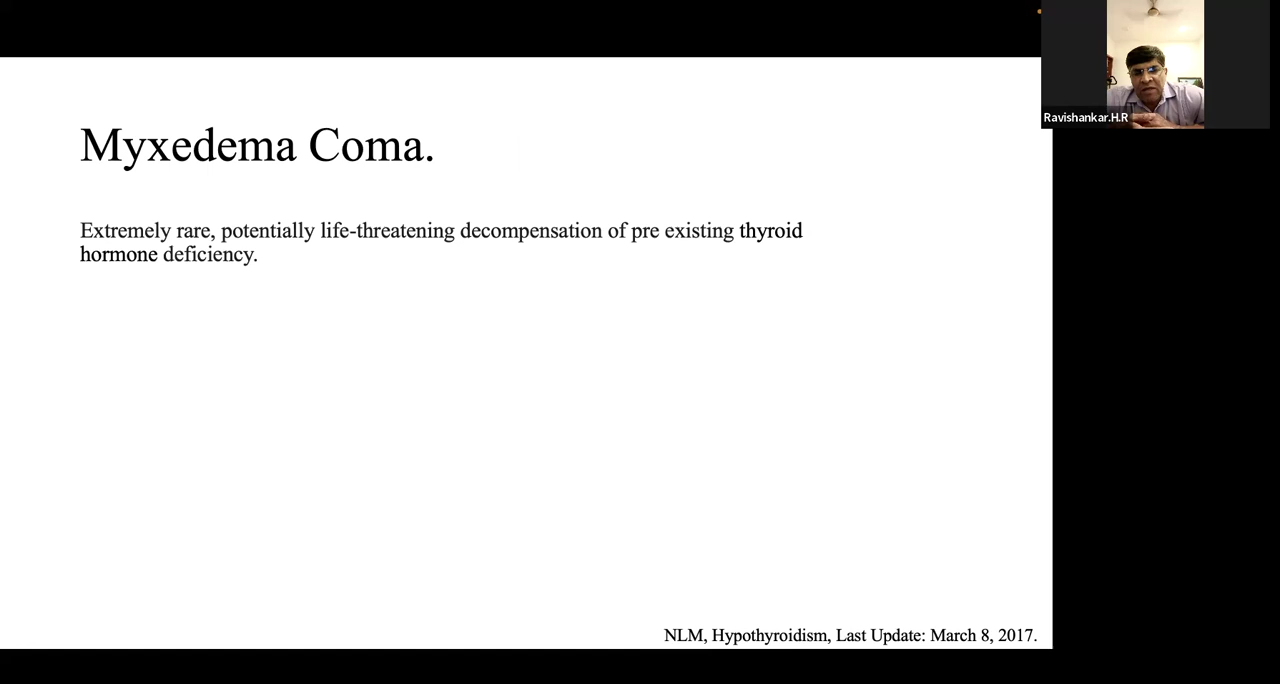 Ravishankar.H.R
Myxedema Coma.
Extremely rare, potentially life-threatening decompensation of pre existing thyroid
hormone deficiency.
NLM, Hypothyroidism, Last Update: March 8, 2017.